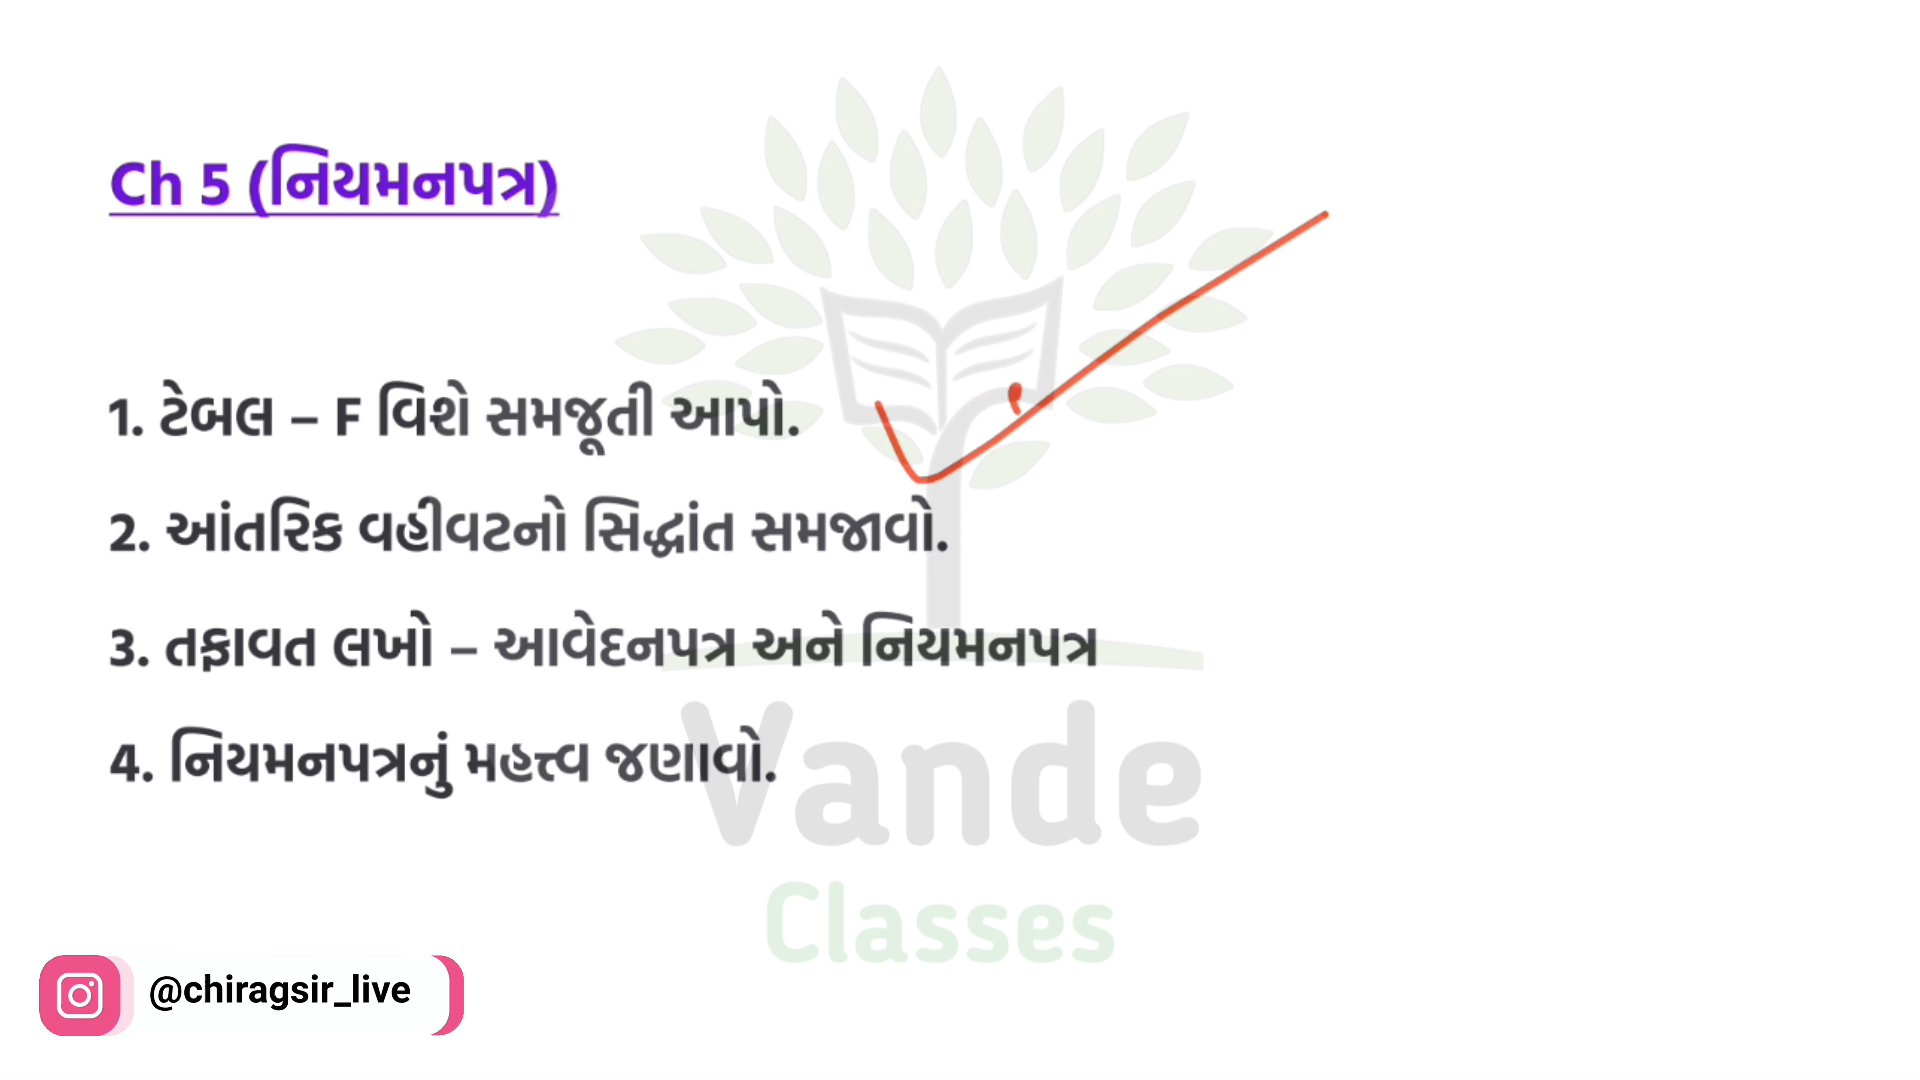 Ch 5 (નિયમનપત્ર)
1. ટેબલ – F વિશે સમજૂતી આપો.
2. આંતરિક વહીવટનો સિદ્ધાંત સમજાવો.
3. તફાવત લખો – આવેદનપત્ર અને નિયમનપત્ર
4. નિયમનપત્રનું મહત્ત્વ જણાવો.
Vande
Classes
@chiragsir_live